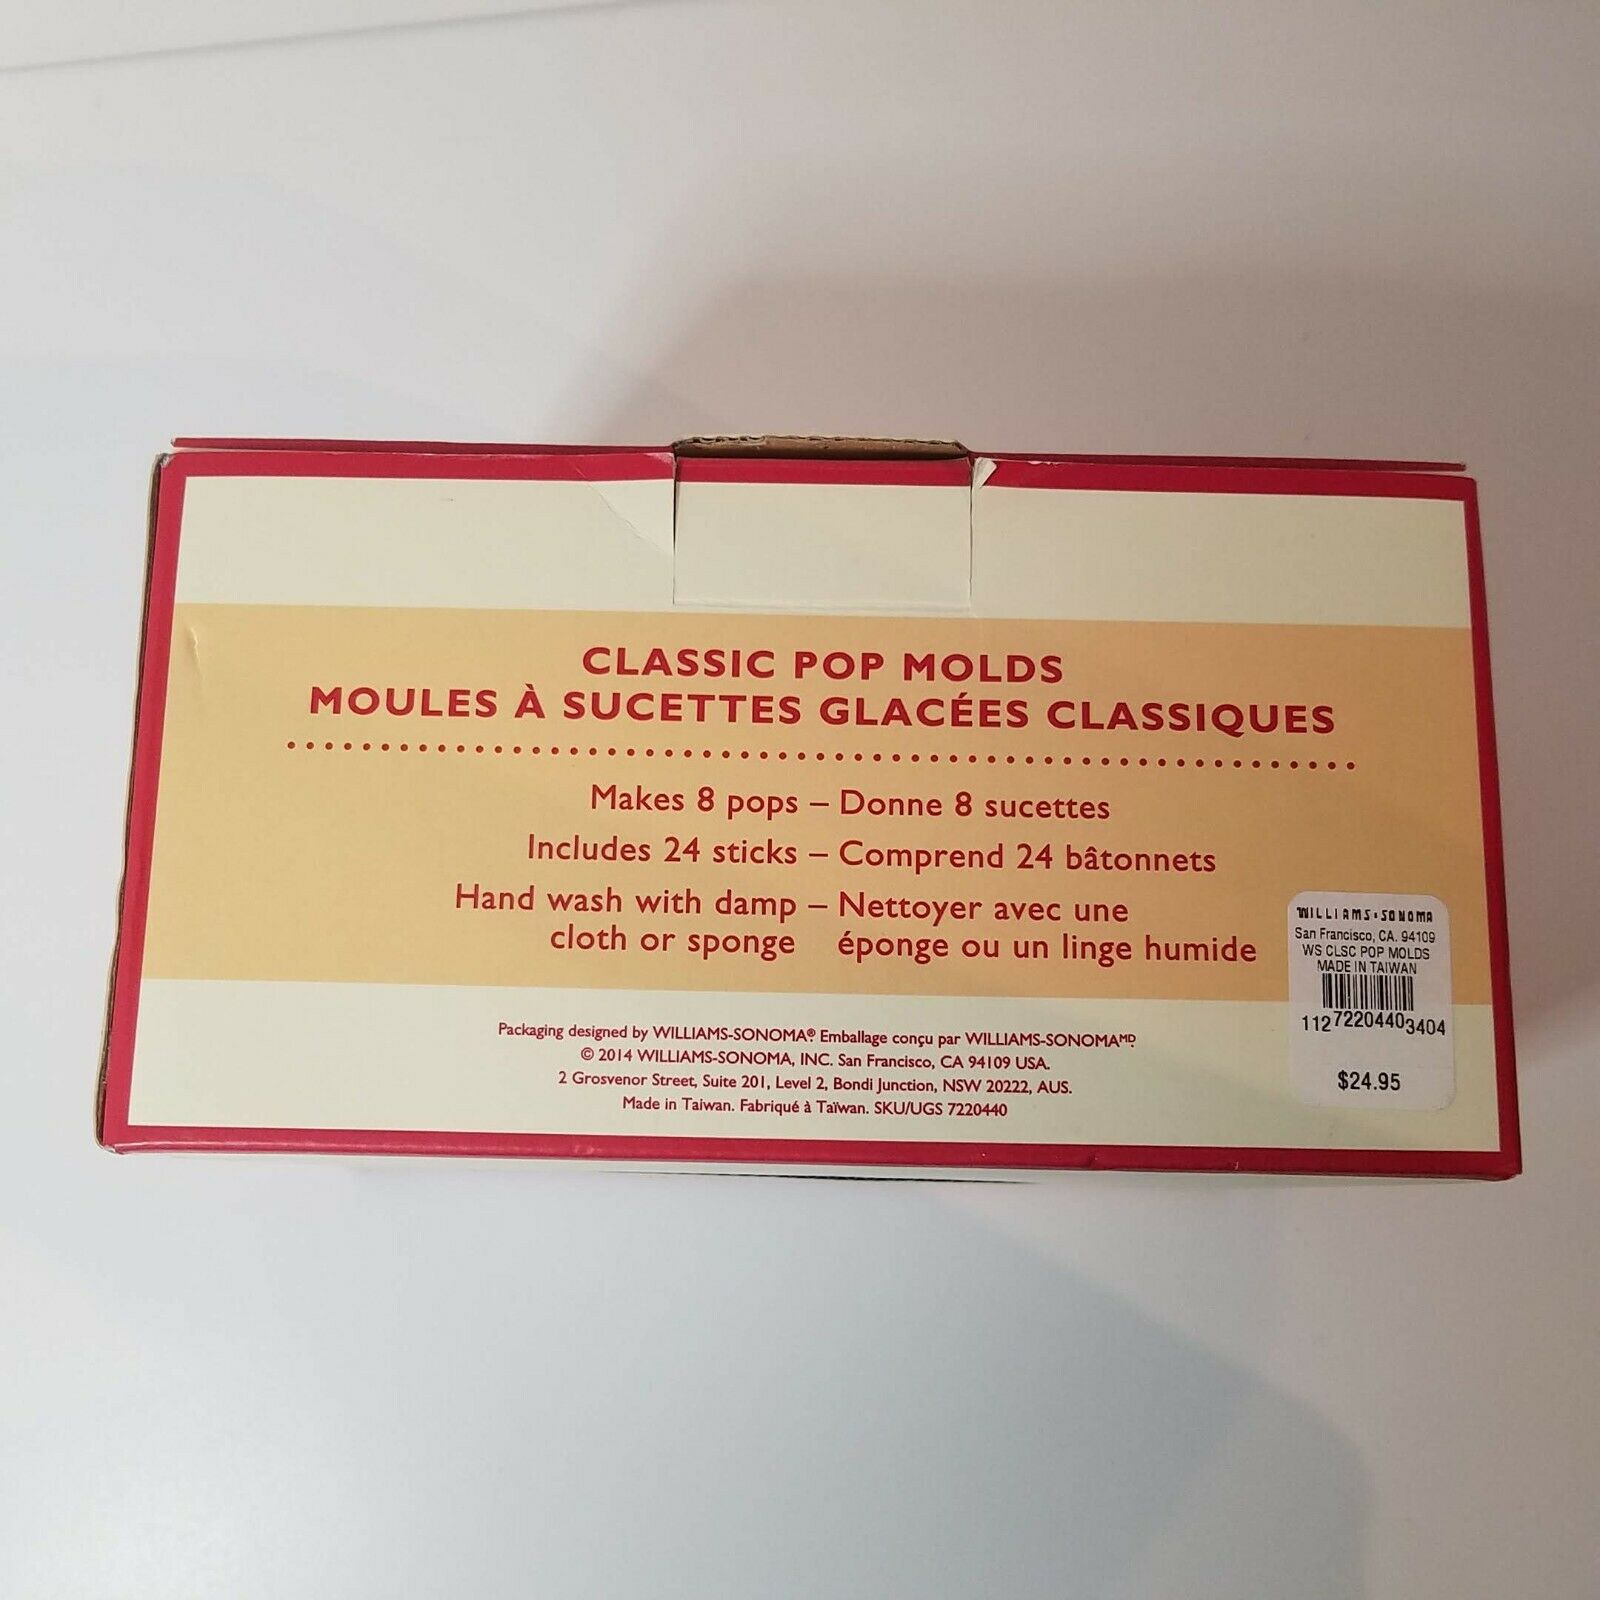 CLASSIC POP MOLDS
MOULES À SUCETTES GLACÉES CLASSIQUES
Makes 8 pops – Donne 8 sucettes
Includes 24 sticks – Comprend 24 bâtonnets
Hand wash with damp – Nettoyer avec une
cloth or sponge éponge ou un linge humide
Packaging designed by WILLIAMS-SONOMA® Emballage conçu par WILLIAMS-SONOMAᴹᴰ.
© 2014 WILLIAMS-SONOMA, INC. San Francisco, CA 94109 USA.
2 Grosvenor Street, Suite 201, Level 2, Bondi Junction, NSW 20222, AUS.
Made in Taiwan. Fabriqué à Taïwan. SKU/UGS 7220440
WILLIAMS-SONOMA
San Francisco, CA. 94109
WS CLSC POP MOLDS
MADE IN TAIWAN
11272204403404
$24.95